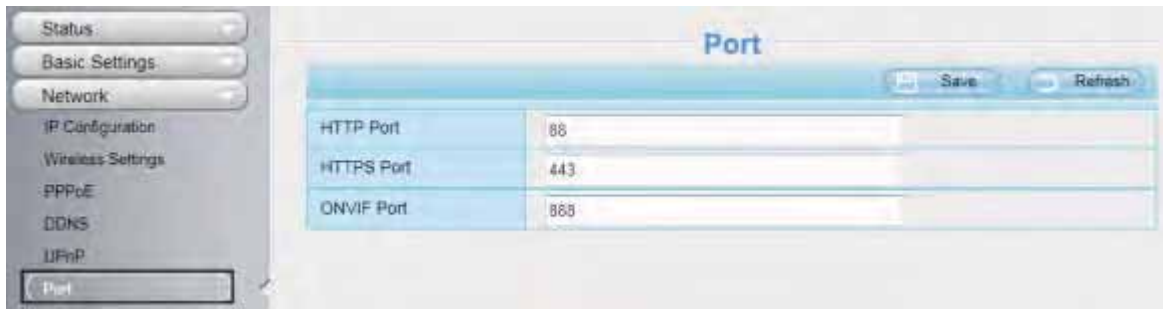 Status
Basic Settings
Network
IP Configuration
Wireless Settings
PPPoE
DDNS
UPnP
Port
Port
Save Refresh
HTTP Port 88
HTTPS Port 443
ONVIF Port 888